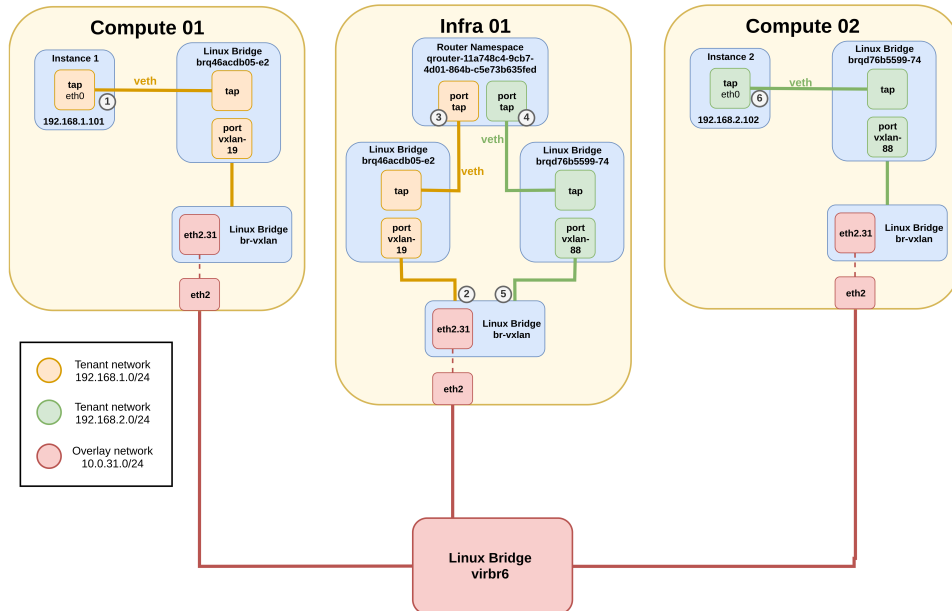 Compute 01
Instance 1
tap
eth0
1
192.168.1.101
veth
Linux Bridge
brq46acdb05-e2
tap
port
vxlan-
19
eth2.31
Linux Bridge
br-vxlan
eth2
Infra 01
Router Namespace
qrouter-11a748c4-9cb7-
4d01-864b-c5e73b635fed
port
tap
port
tap
3
4
veth
veth
Linux Bridge
brq46acdb05-e2
tap
port
vxlan-
19
Linux Bridge
brqd76b5599-74
tap
port
vxlan-
88
2
5
eth2.31
Linux Bridge
br-vxlan
eth2
Compute 02
Instance 2
tap
eth0
6
192.168.2.102
veth
Linux Bridge
brqd76b5599-74
tap
port
vxlan-
88
eth2.31
Linux Bridge
br-vxlan
eth2
Tenant network
192.168.1.0/24
Tenant network
192.168.2.0/24
Overlay network
10.0.31.0/24
Linux Bridge
virbr6